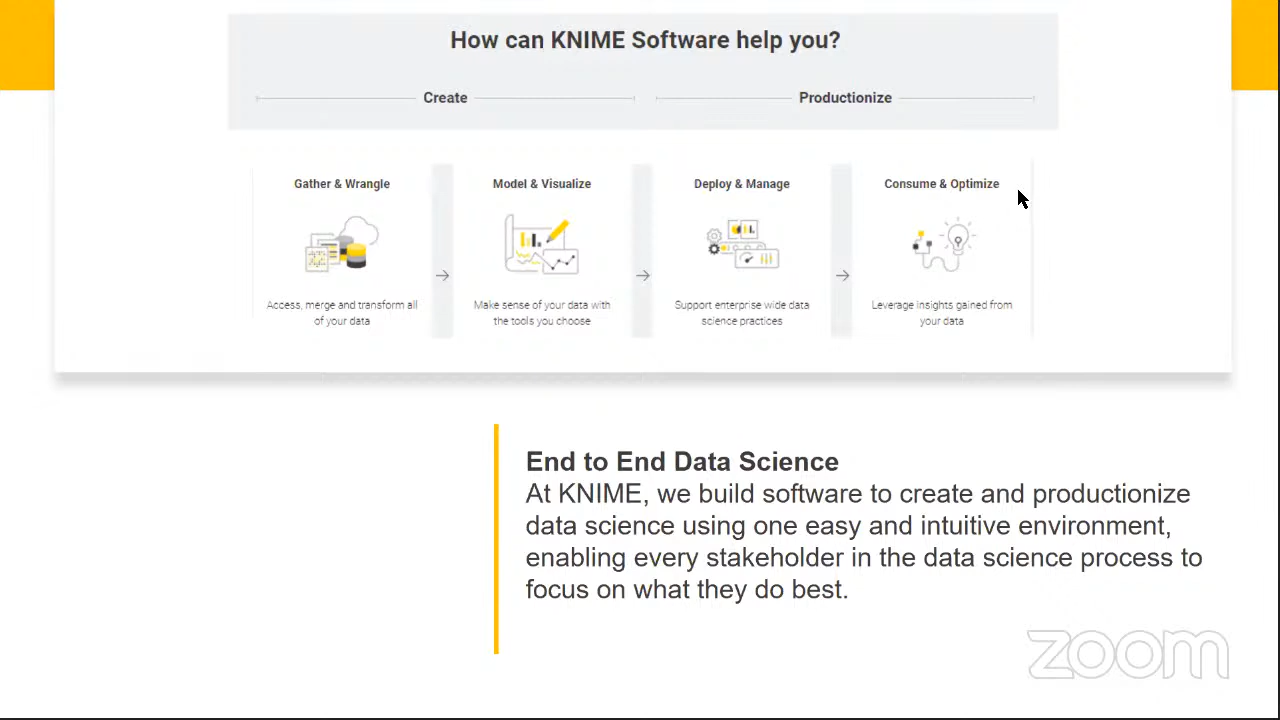 How can KNIME Software help you?
Create
Productionize
Gather & Wrangle
Access, merge and transform all
of your data
Model & Visualize
Make sense of your data with
the tools you choose
Deploy & Manage
Support enterprise wide data
science practices
Consume & Optimize
Leverage insights gained from
your data
End to End Data Science
At KNIME, we build software to create and productionize
data science using one easy and intuitive environment,
enabling every stakeholder in the data science process to
focus on what they do best.
zoom